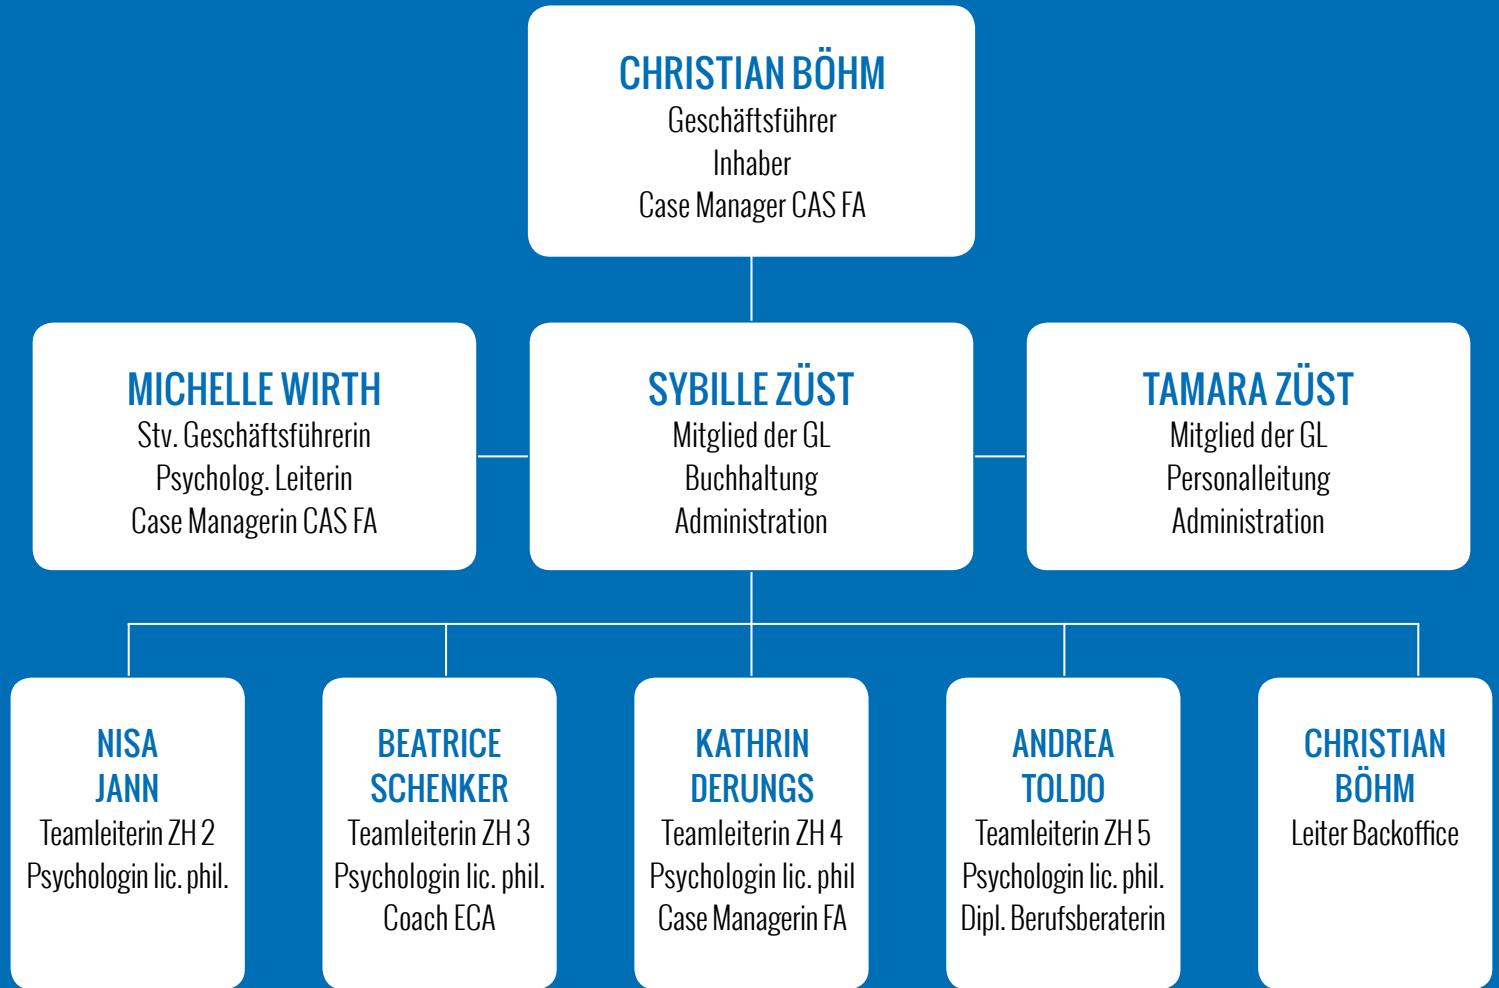 CHRISTIAN BÖHM
Geschäftsführer
Inhaber
Case Manager CAS FA
MICHELLE WIRTH
Stv. Geschäftsführerin
Psycholog. Leiterin
Case Managerin CAS FA
SYBILLE ZÜST
Mitglied der GL
Buchhaltung
Administration
TAMARA ZÜST
Mitglied der GL
Personalleitung
Administration
NISA
JANN
Teamleiterin ZH 2
Psychologin lic. phil.
BEATRICE
SCHENKER
Teamleiterin ZH 3
Psychologin lic. phil.
Coach ECA
KATHRIN
DERUNGS
Teamleiterin ZH 4
Psychologin lic. phil
Case Managerin FA
ANDREA
TOLDO
Teamleiterin ZH 5
Psychologin lic. phil.
Dipl. Berufsberaterin
CHRISTIAN
BÖHM
Leiter Backoffice